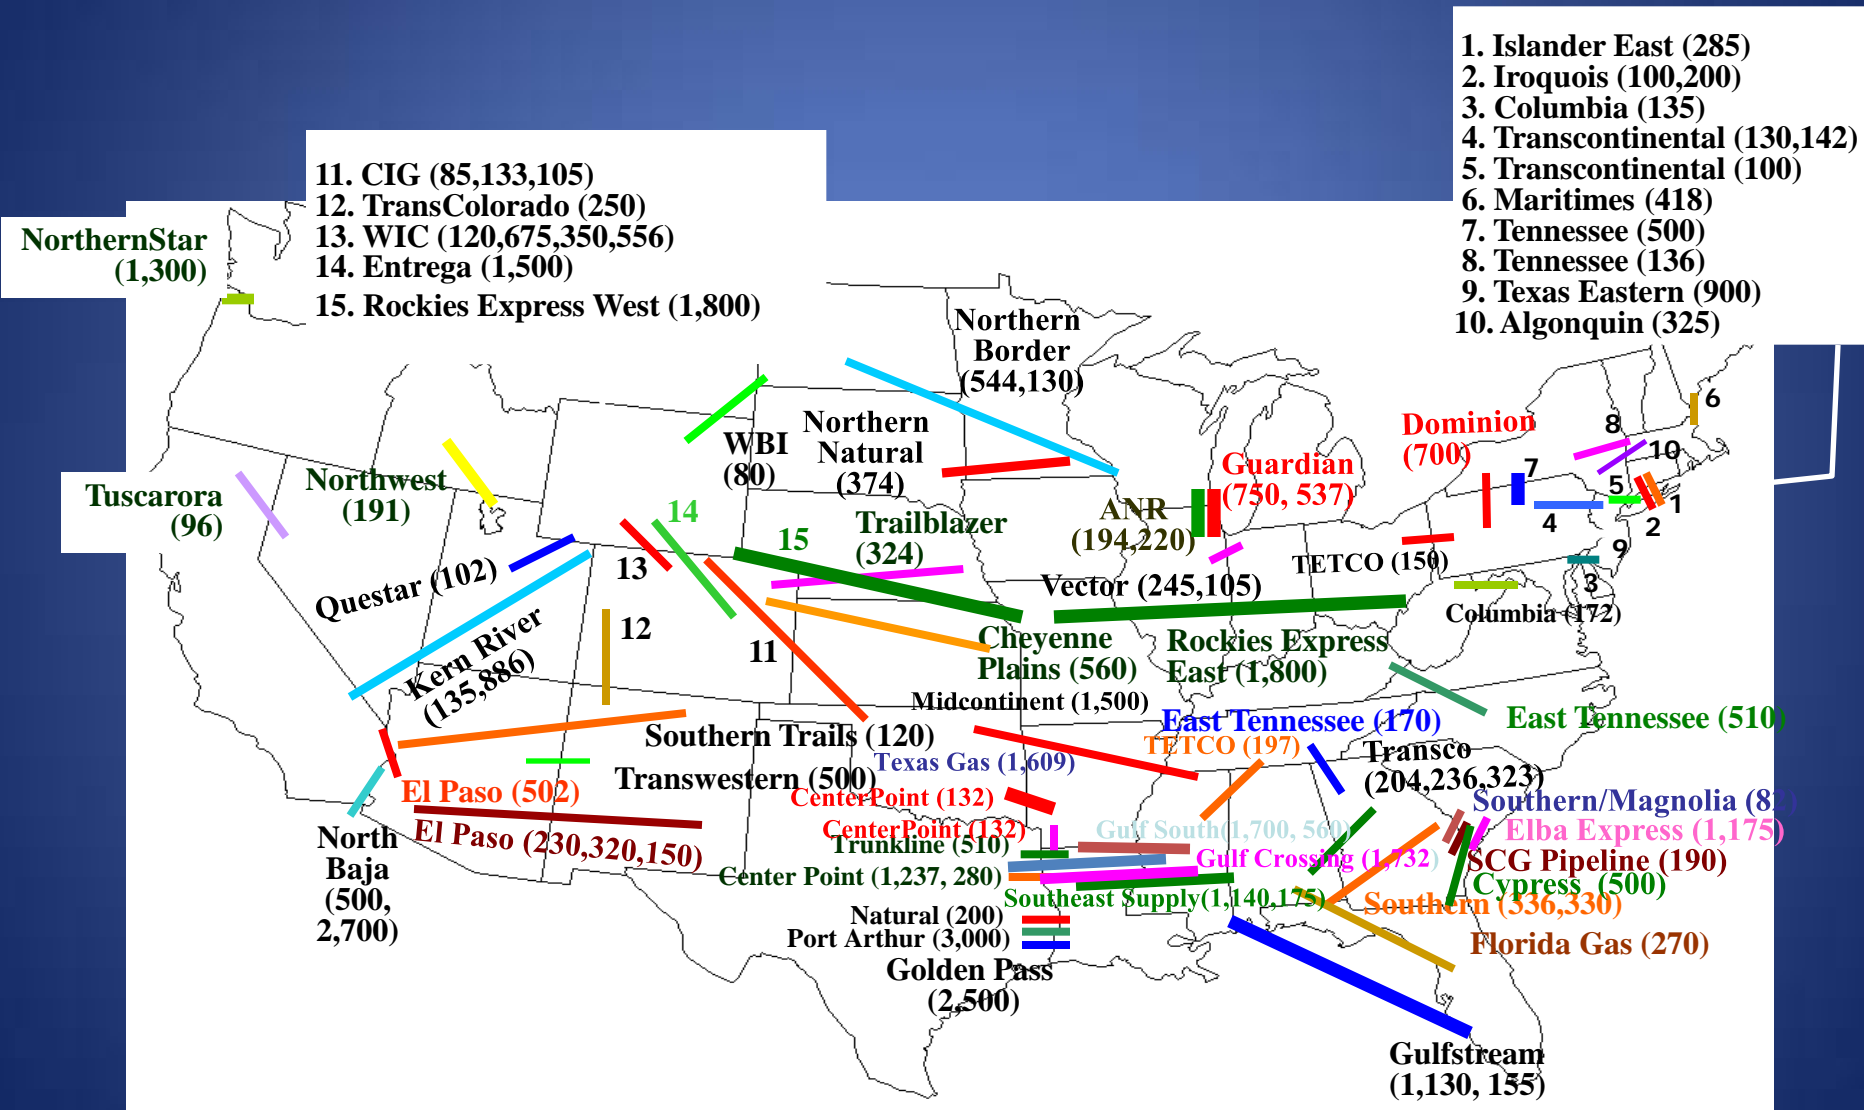 1. Islander East (285)
2. Iroquois (100,200)
3. Columbia (135)
4. Transcontinental (130,142)
5. Transcontinental (100)
6. Maritimes (418)
7. Tennessee (500)
8. Tennessee (136)
9. Texas Eastern (900)
10. Algonquin (325)
11. CIG (85,133,105)
12. TransColorado (250)
13. WIC (120,675,350,556)
14. Entrega (1,500)
15. Rockies Express West (1,800)
NorthernStar
(1,300)
Northern
Border
(544,130)
Northern
Natural
(374)
WBI
(80)
Dominion
(700)
Guardian
(750, 537)
ANR
(194,220)
Tuscarora
(96)
Northwest
(191)
14
15
Trailblazer
(324)
6
8
10
7
5
1
4
2
9
3
TETCO (150)
Columbia (172)
Vector (245,105)
Questar (102)
13
Kern River
(135,886)
12
11
Cheyenne
Plains (560)
Rockies Express
East (1,800)
Midcontinent (1,500)
East Tennessee (170)
East Tennessee (510)
TETCO (197)
Transco
(204,236,323)
Southern Trails (120)
Texas Gas (1,609)
Transwestern (500)
El Paso (502)
CenterPoint (132)
El Paso (230,320,150)
CenterPoint (132)
Gulf South(1,700, 560)
Trunkline (510)
Gulf Crossing (1,732)
Center Point (1,237, 280)
Southeast Supply(1,140,175)
Southern/Magnolia (82)
Elba Express (1,175)
SCG Pipeline (190)
Cypress (500)
Southern (336,330)
Florida Gas (270)
North
Baja
(500,
2,700)
Natural (200)
Port Arthur (3,000)
Golden Pass
(2,500)
Gulfstream
(1,130, 155)